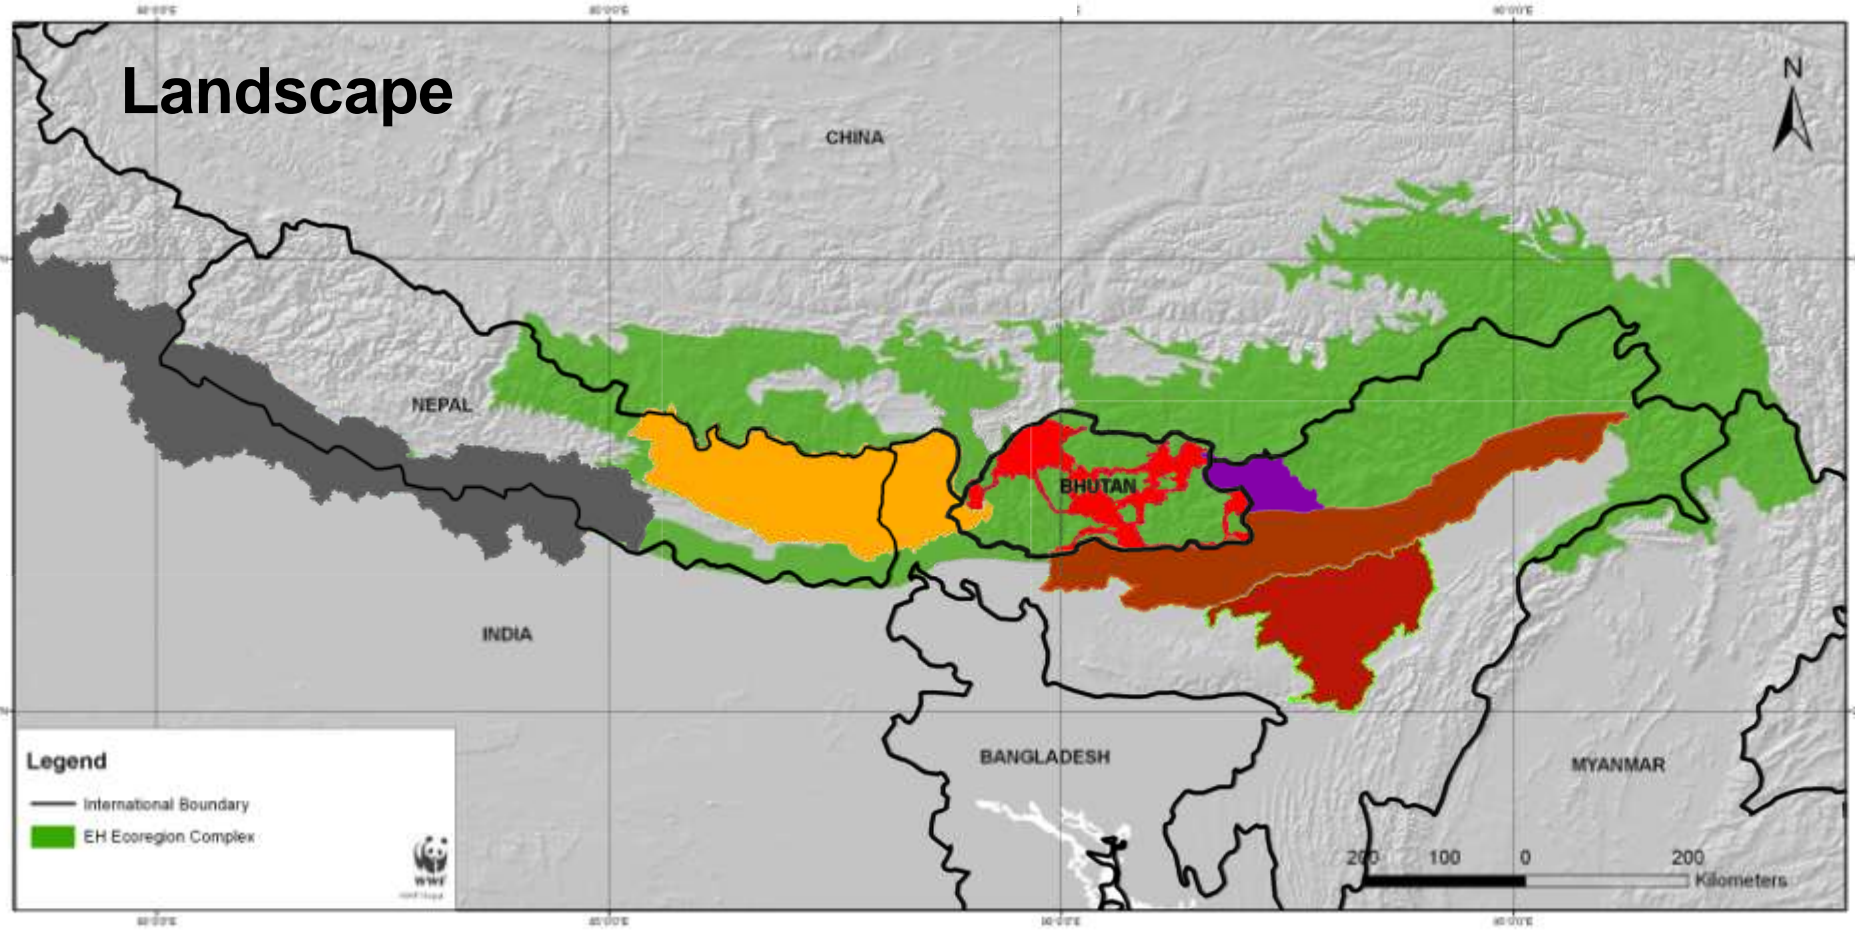 Landscape
N
CHINA
NEPAL
BHUTAN
INDIA
BANGLADESH
MYANMAR
Legend
International Boundary
EH Ecoregion Complex
WWF
200 100 0 200
Kilometers